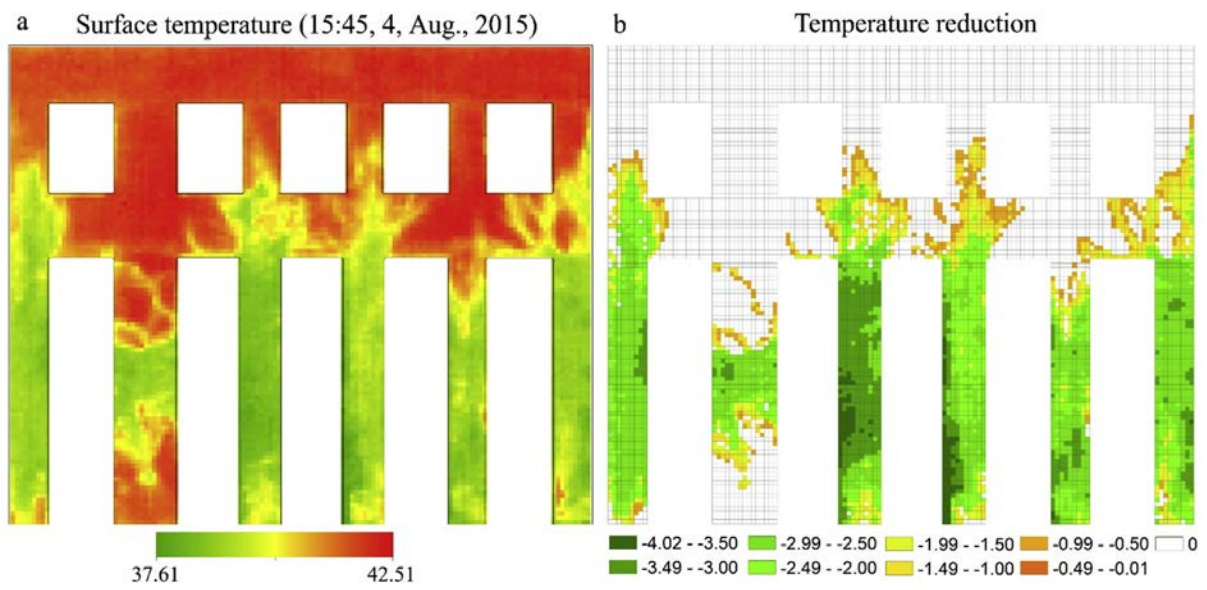 a Surface temperature (15:45, 4, Aug., 2015)
b Temperature reduction
37.61 42.51
-4.02 - -3.50 -2.99 - -2.50 -1.99 - -1.50 -0.99 - -0.50 0
-3.49 - -3.00 -2.49 - -2.00 -1.49 - -1.00 -0.49 - -0.01